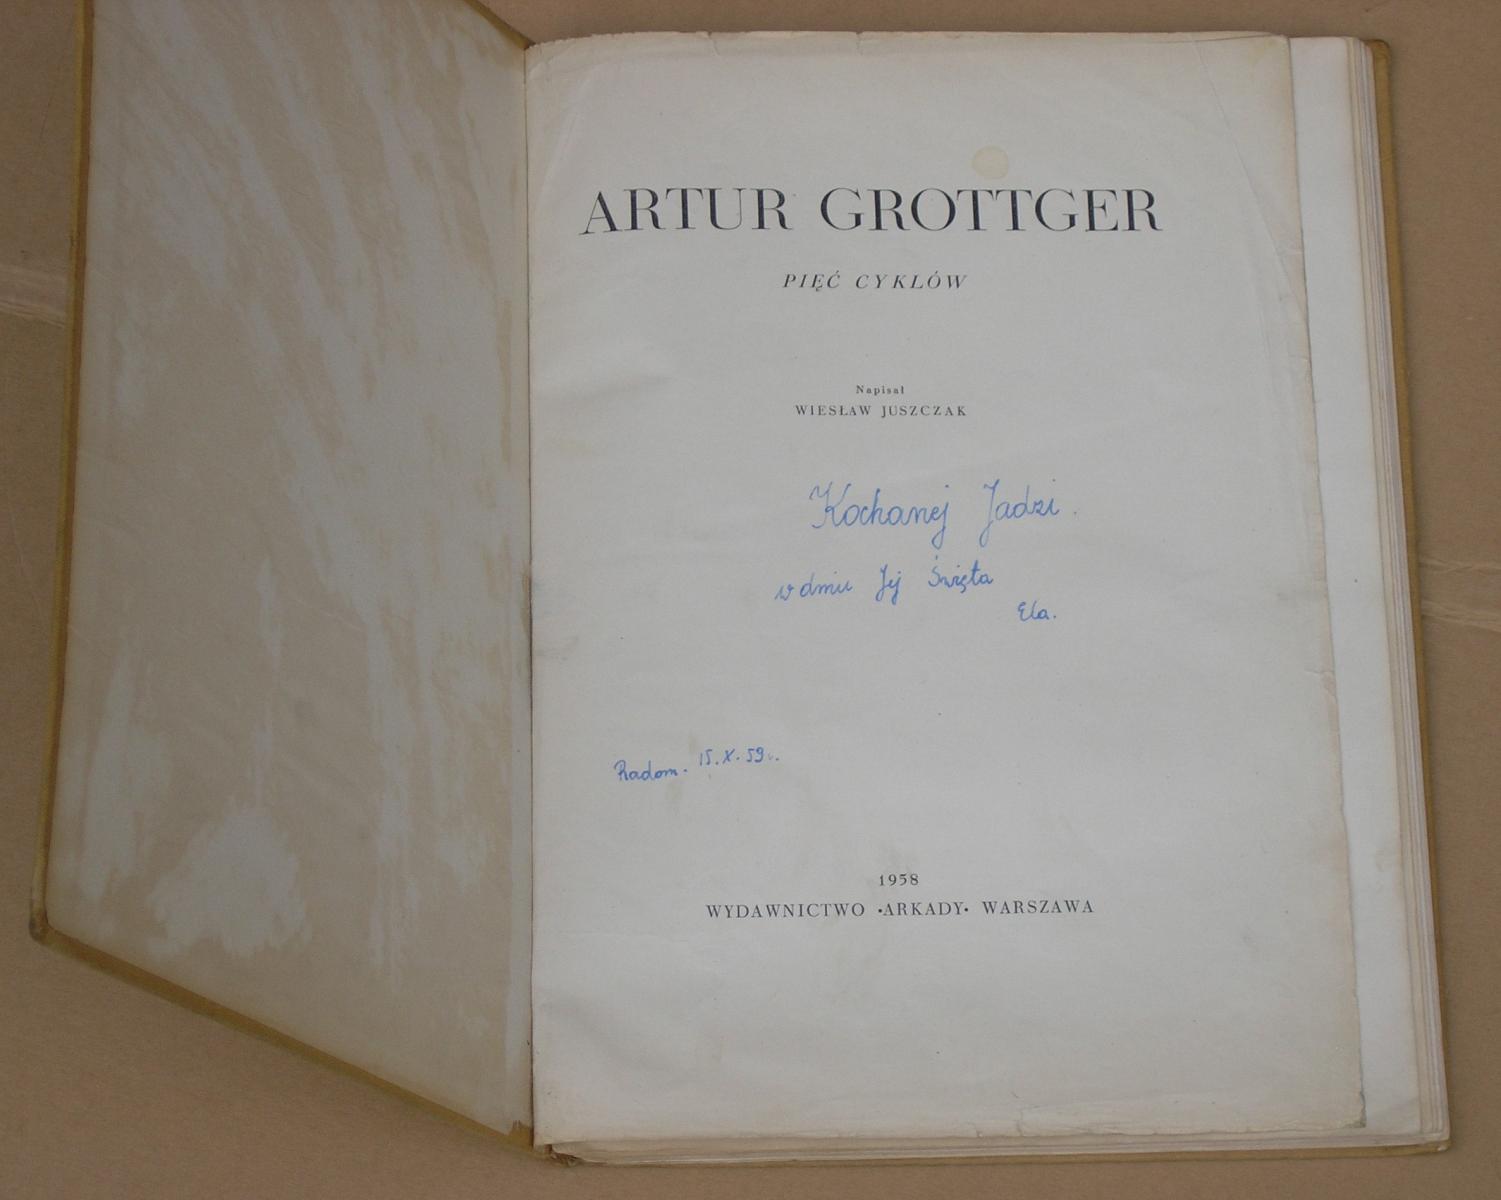 ARTUR GROTTGER
PIĘĆ CYKLÓW
Napisał
WIESŁAW JUSZCZAK
Kochanej Jadzi.
w dniu Jej Święta
Ela.
Radom. 15.X.59r.
1958
WYDAWNICTWO •ARKADY• WARSZAWA